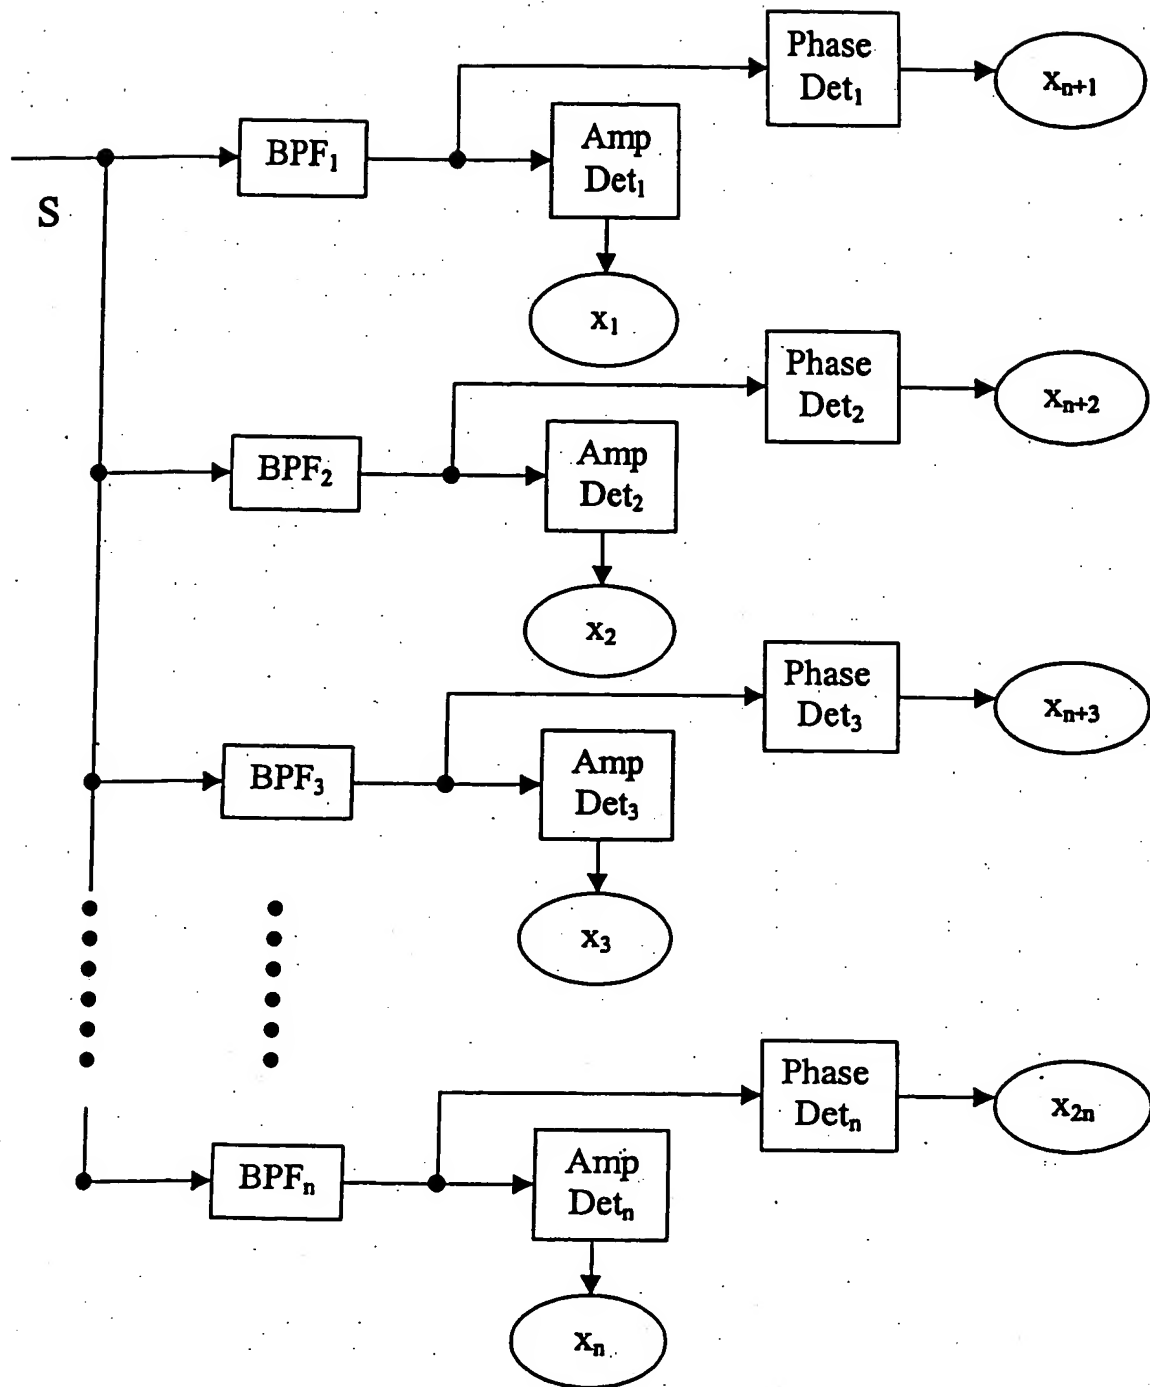 Phase
Det₁
xₙ₊₁
Amp
Det₁
BPF₁
S
x₁
Phase
Det₂
xₙ₊₂
Amp
Det₂
BPF₂
x₂
Phase
Det₃
xₙ₊₃
Amp
Det₃
BPF₃
x₃
Phase
Detₙ
x₂ₙ
Amp
Detₙ
BPFₙ
xₙ